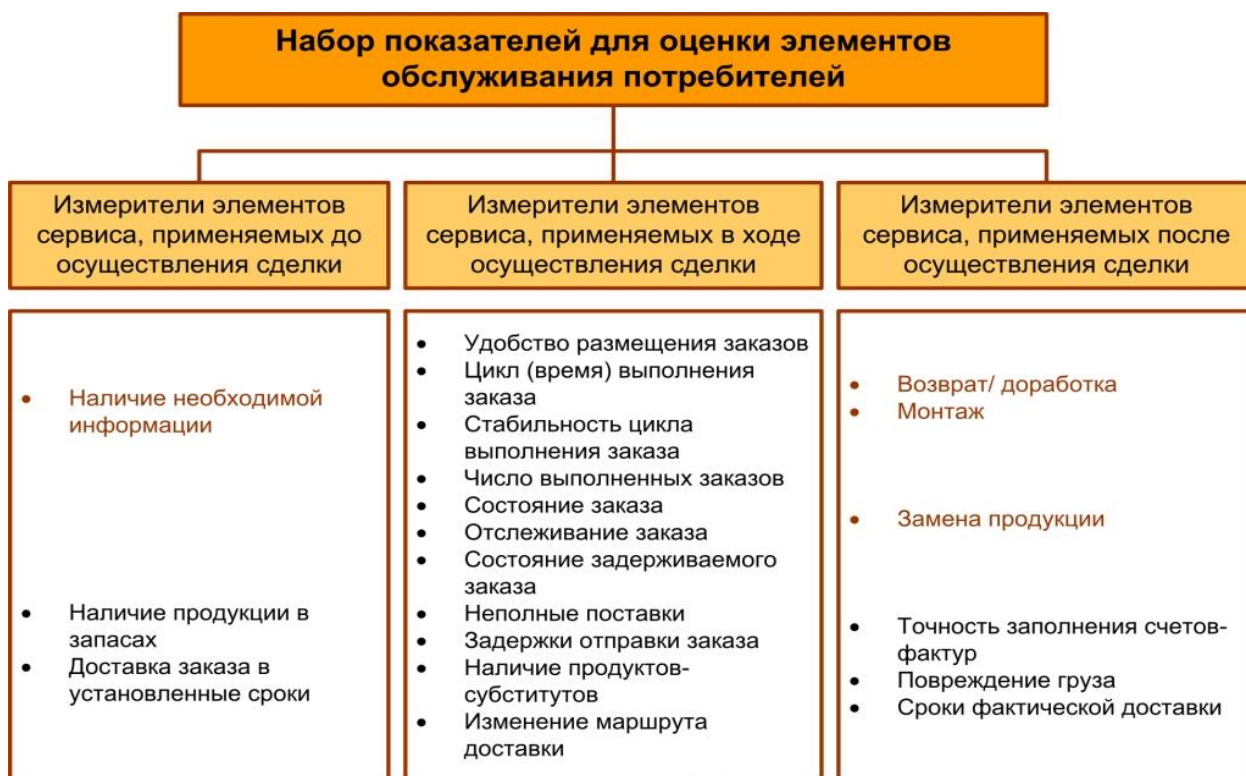 Набор показателей для оценки элементов
обслуживания потребителей
Измерители элементов
сервиса, применяемых до
осуществления сделки
Измерители элементов
сервиса, применяемых в ходе
осуществления сделки
Измерители элементов
сервиса, применяемых после
осуществления сделки
• Наличие необходимой
информации
• Наличие продукции в
запасах
• Доставка заказа в
установленные сроки
• Удобство размещения заказов
• Цикл (время) выполнения
заказа
• Стабильность цикла
выполнения заказа
• Число выполненных заказов
• Состояние заказа
• Отслеживание заказа
• Состояние задерживаемого
заказа
• Неполные поставки
• Задержки отправки заказа
• Наличие продуктов-
субститутов
• Изменение маршрута
доставки
• Возврат/ доработка
• Монтаж
• Замена продукции
• Точность заполнения счетов-
фактур
• Повреждение груза
• Сроки фактической доставки